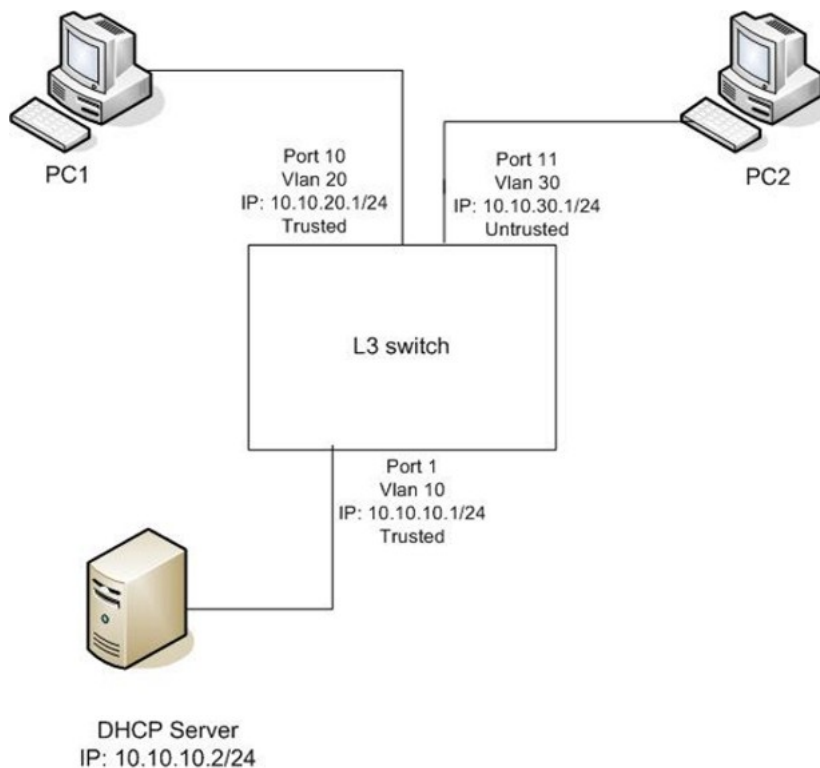 PC1
Port 10
Vlan 20
IP: 10.10.20.1/24
Trusted
Port 11
Vlan 30
IP: 10.10.30.1/24
Untrusted
PC2
L3 switch
Port 1
Vlan 10
IP: 10.10.10.1/24
Trusted
DHCP Server
IP: 10.10.10.2/24